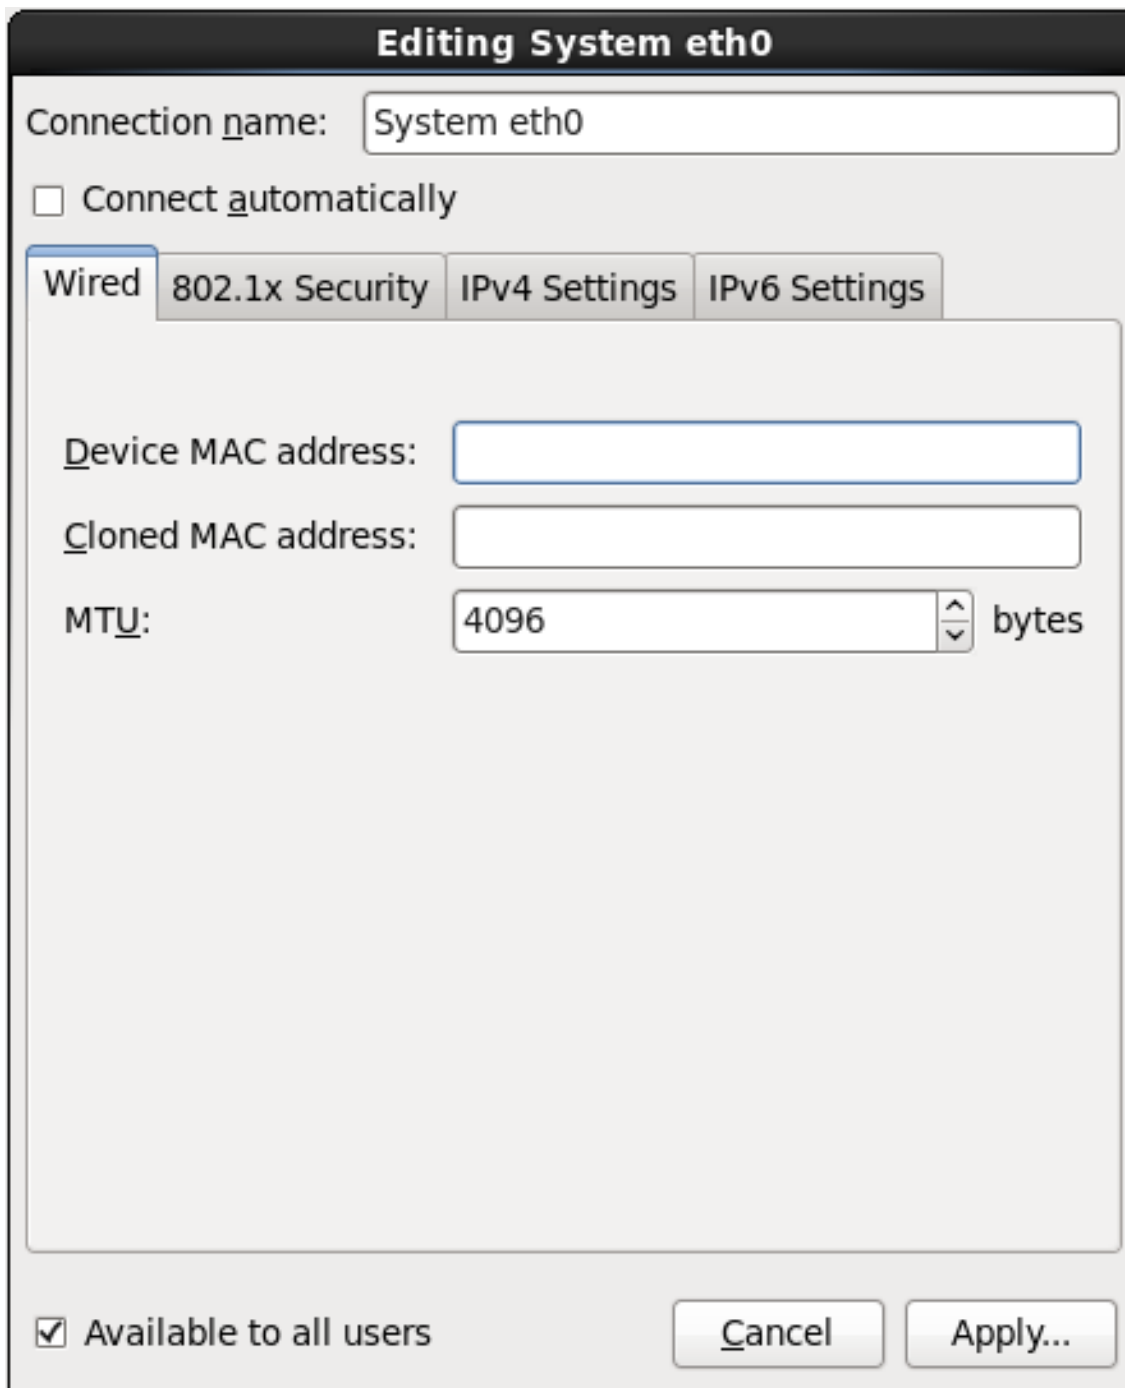 Editing System eth0
Connection name: System eth0
Connect automatically
Wired 802.1x Security IPv4 Settings IPv6 Settings
Device MAC address:
Cloned MAC address:
MTU: 4096 bytes
Available to all users Cancel Apply...